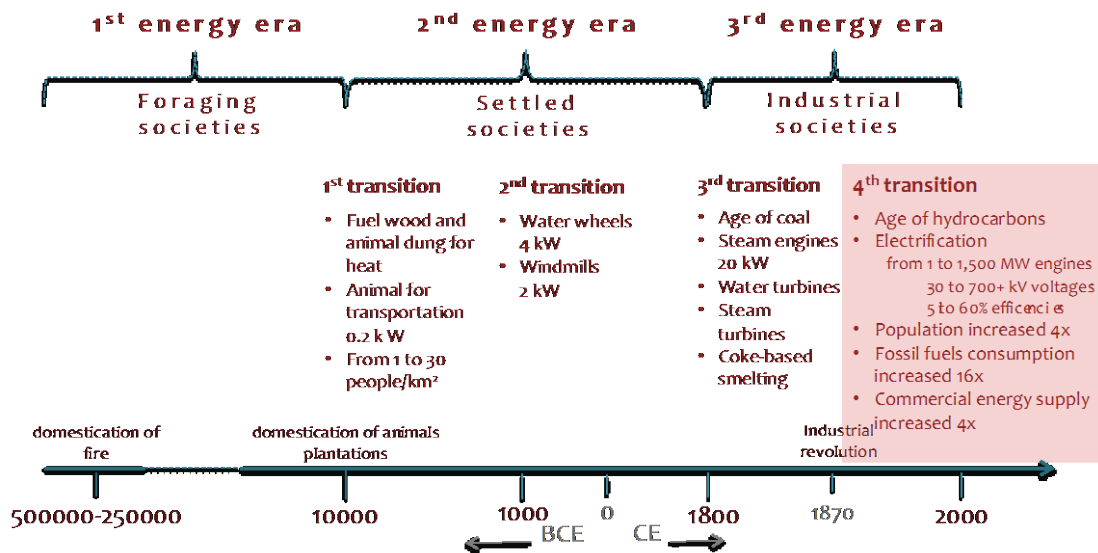 1st energy era
2nd energy era
3rd energy era
Foraging
societies
Settled
societies
Industrial
societies
1st transition
• Fuel wood and
animal dung for
heat
• Animal for
transportation
0.2 k W
• From 1 to 30
people/km²
2nd transition
• Water wheels
4 kW
• Windmills
2 kW
3rd transition
• Age of coal
• Steam engines
20 kW
• Water turbines
• Steam
turbines
• Coke-based
smelting
4th transition
• Age of hydrocarbons
• Electrification
from 1 to 1,500 MW engines
30 to 700+ kV voltages
5 to 60% efficencies
• Population increased 4x
• Fossil fuels consumption
increased 16x
• Commercial energy supply
increased 4x
domestication of
fire
domestication of animals
plantations
Industrial
revolution
500000-250000
10000
1000
0
1800
1870
2000
BCE
CE